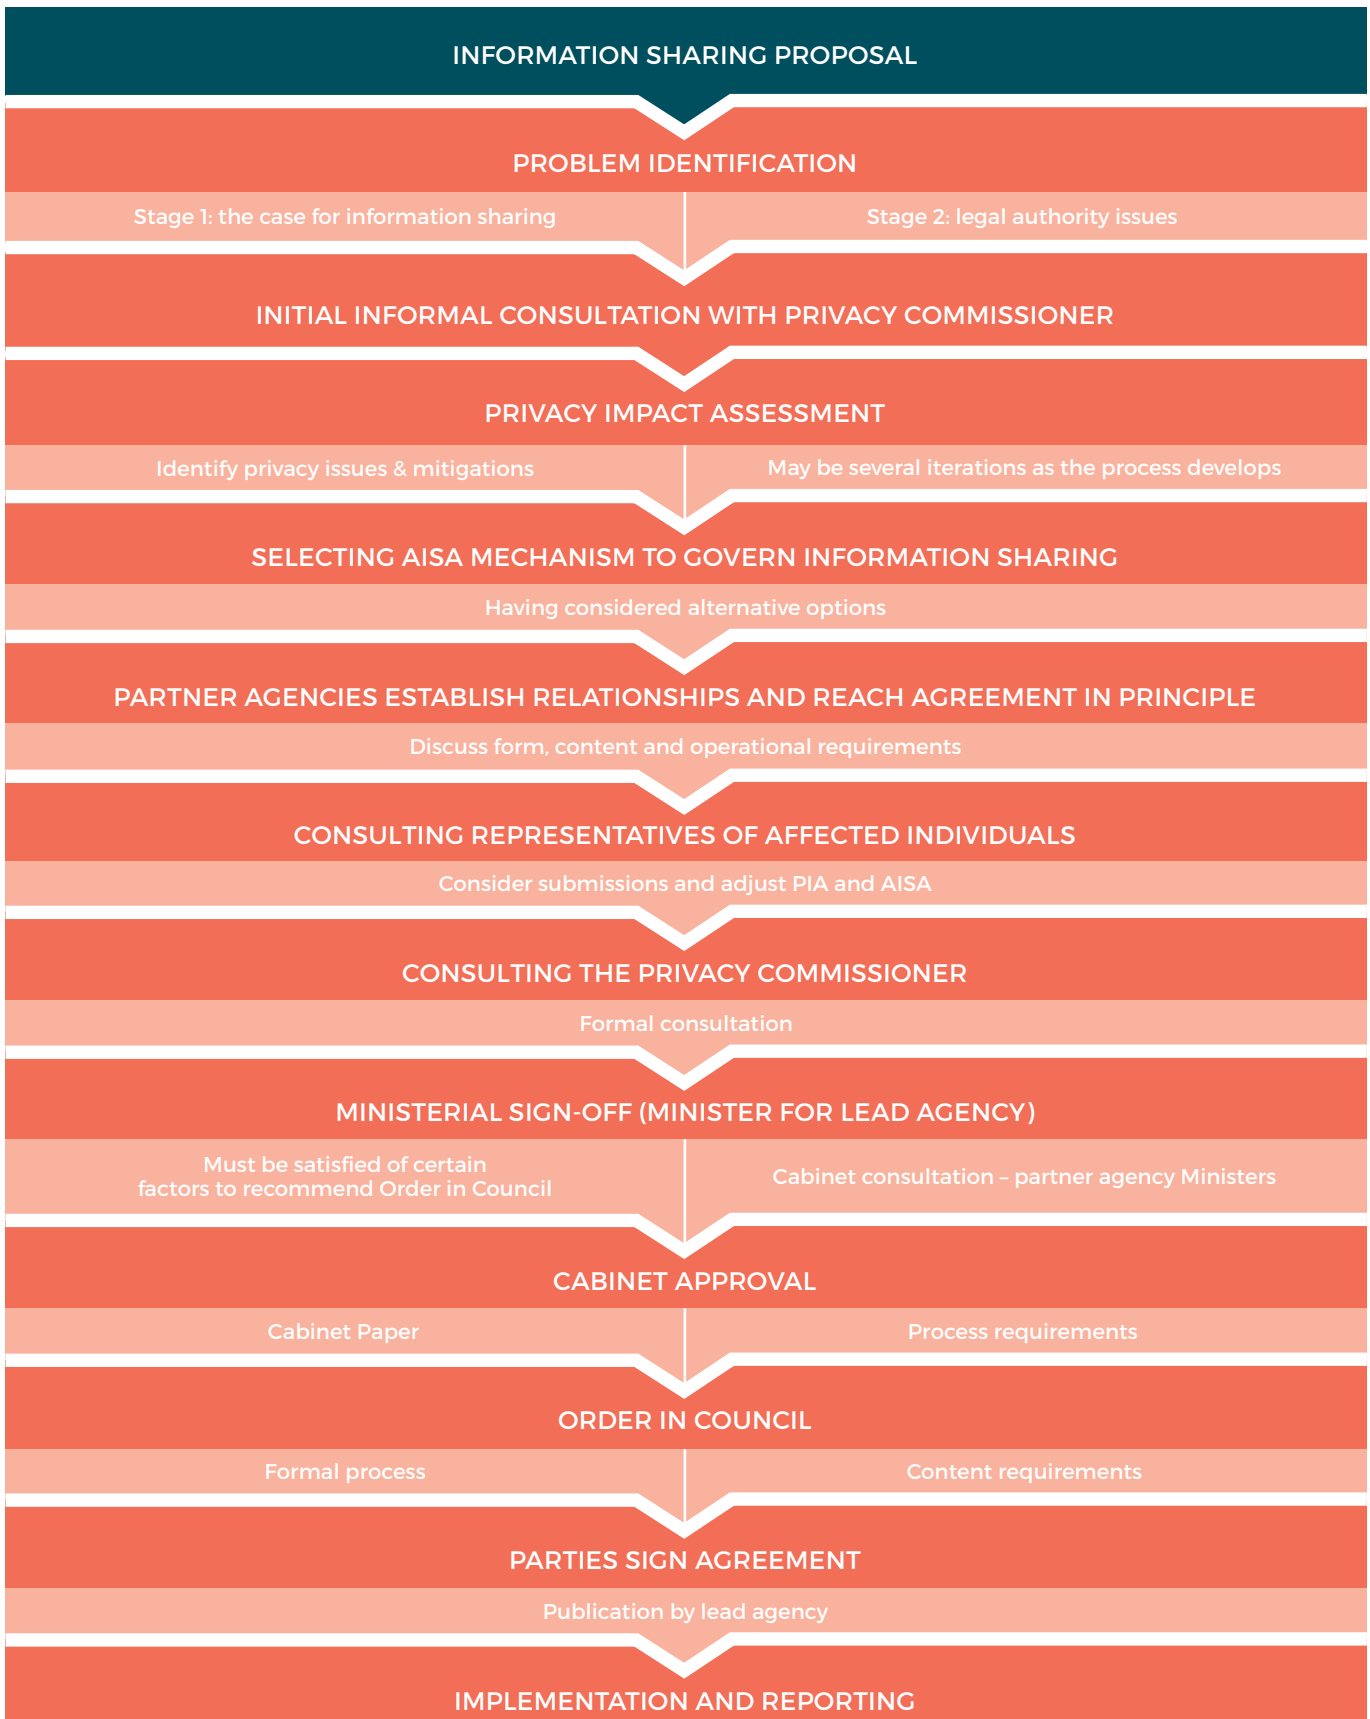 INFORMATION SHARING PROPOSAL
PROBLEM IDENTIFICATION
Stage 1: the case for information sharing
Stage 2: legal authority issues
INITIAL INFORMAL CONSULTATION WITH PRIVACY COMMISSIONER
PRIVACY IMPACT ASSESSMENT
Identify privacy issues & mitigations
May be several iterations as the process develops
SELECTING AISA MECHANISM TO GOVERN INFORMATION SHARING
Having considered alternative options
PARTNER AGENCIES ESTABLISH RELATIONSHIPS AND REACH AGREEMENT IN PRINCIPLE
Discuss form, content and operational requirements
CONSULTING REPRESENTATIVES OF AFFECTED INDIVIDUALS
Consider submissions and adjust PIA and AISA
CONSULTING THE PRIVACY COMMISSIONER
Formal consultation
MINISTERIAL SIGN-OFF (MINISTER FOR LEAD AGENCY)
Must be satisfied of certain
factors to recommend Order in Council
Cabinet consultation – partner agency Ministers
CABINET APPROVAL
Cabinet Paper
Process requirements
ORDER IN COUNCIL
Formal process
Content requirements
PARTIES SIGN AGREEMENT
Publication by lead agency
IMPLEMENTATION AND REPORTING